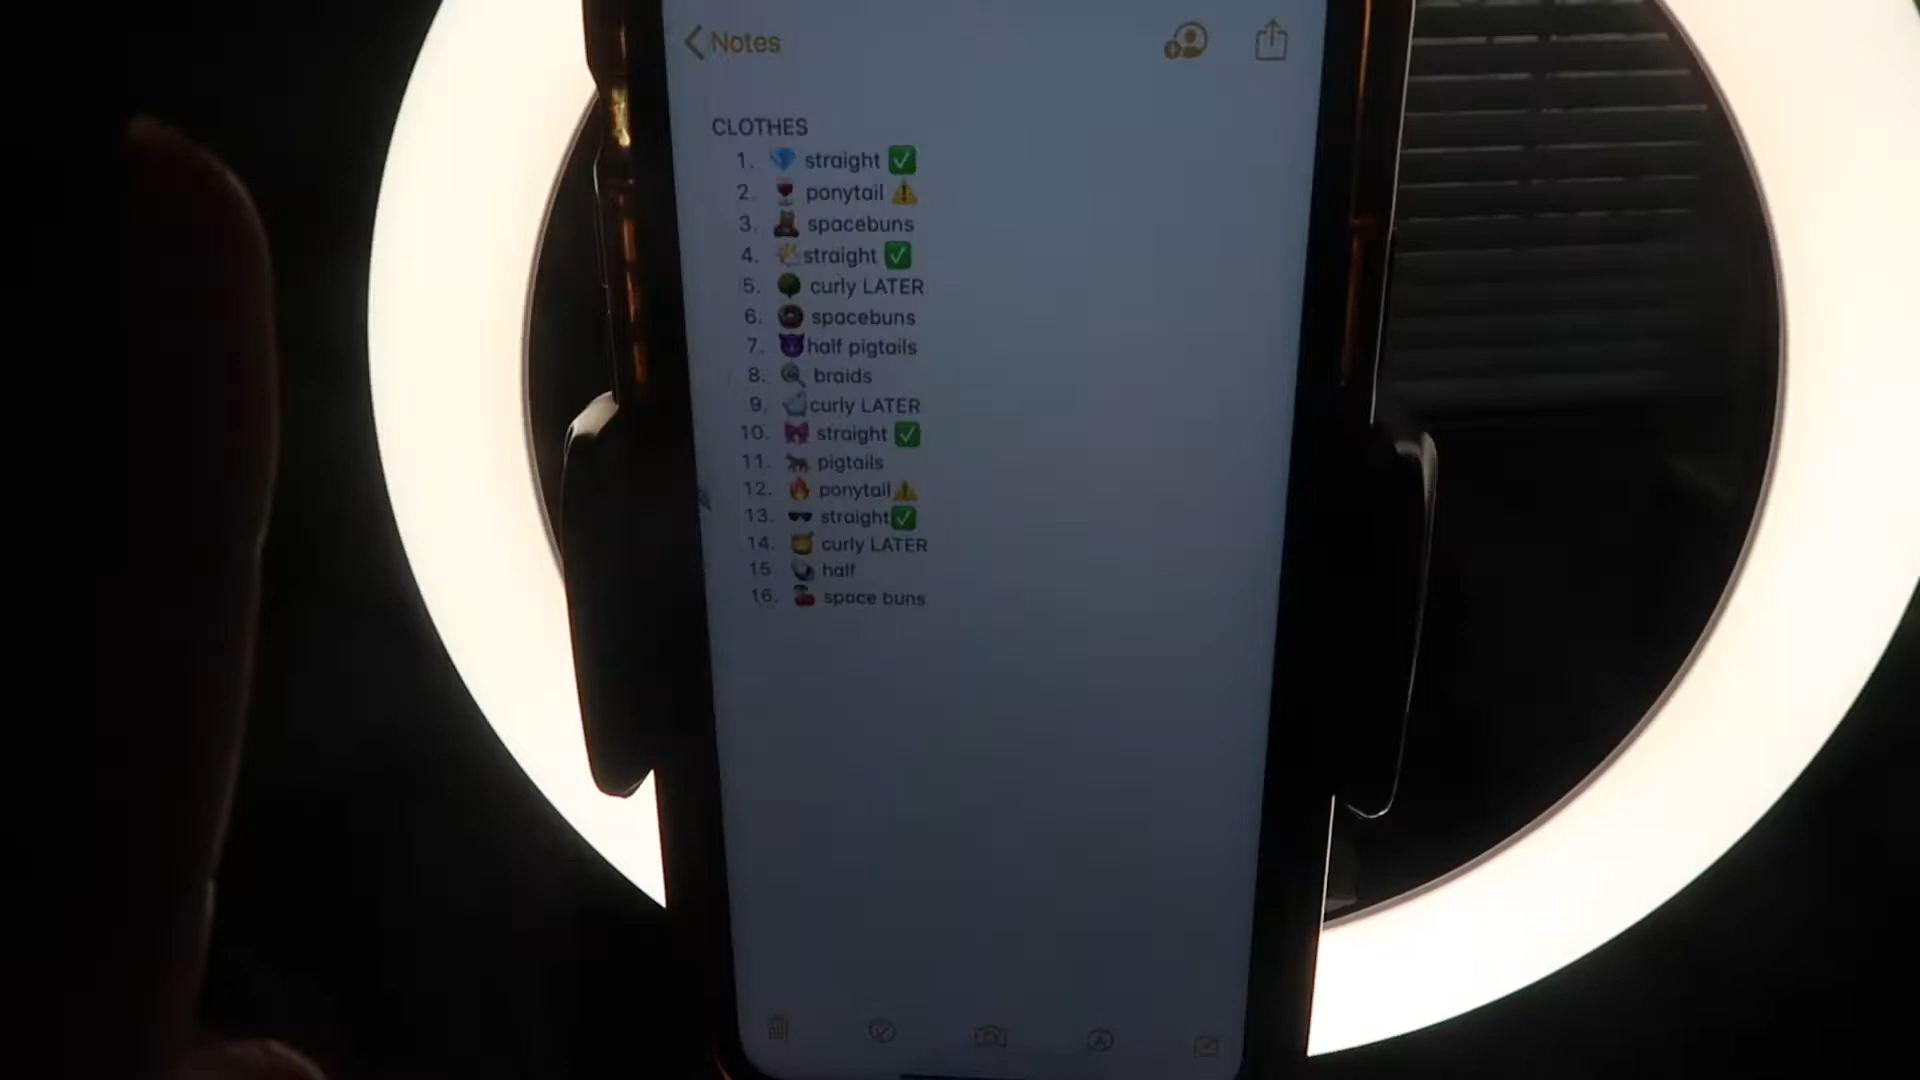 Notes
CLOTHES
1. 💎 straight ✅
2. 🍷 ponytail ⚠️
3. 🧸 spacebuns
4. 🌤 straight ✅
5. 🌳 curly LATER
6. 🍩 spacebuns
7. 😈 half pigtails
8. 🍭 braids
9. curly LATER
10. 🎀 straight ✅
11. 🐅 pigtails
12. 🔥 ponytail ⚠️
13. 🕶 straight ✅
14. 🍯 curly LATER
15. half
16. 🍒 space buns